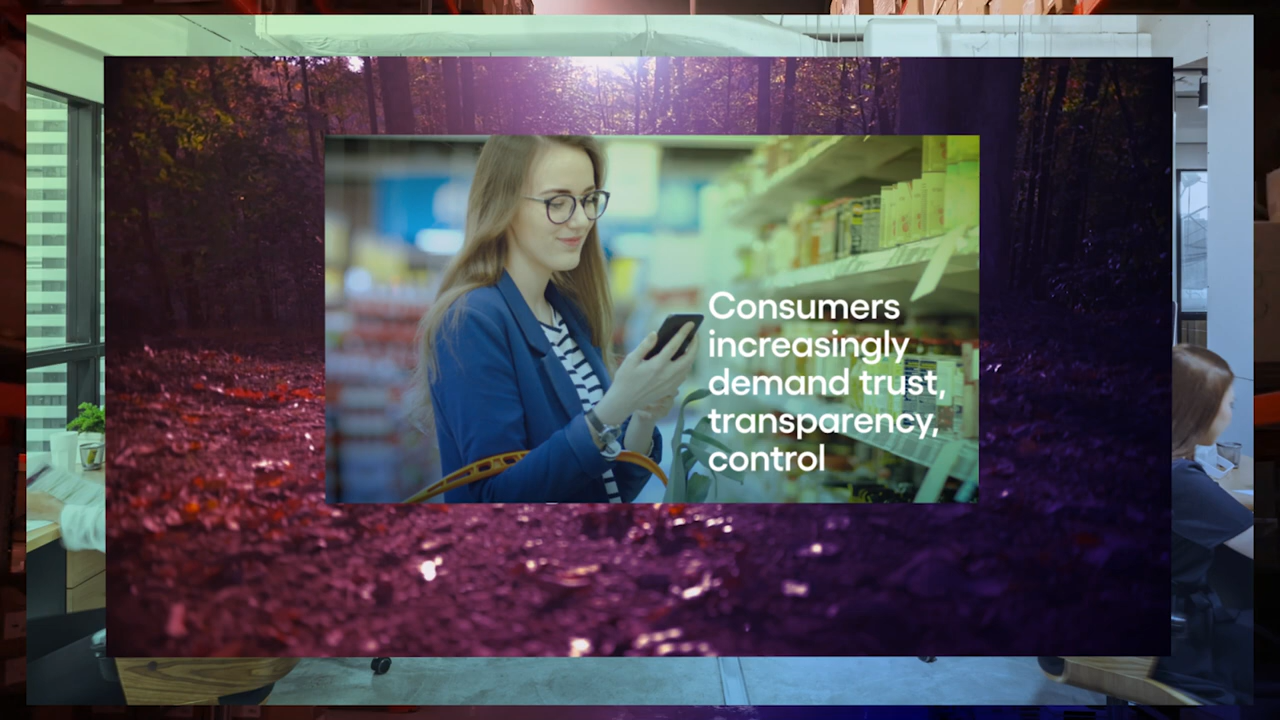 Consumers
increasingly
demand trust,
transparency,
control